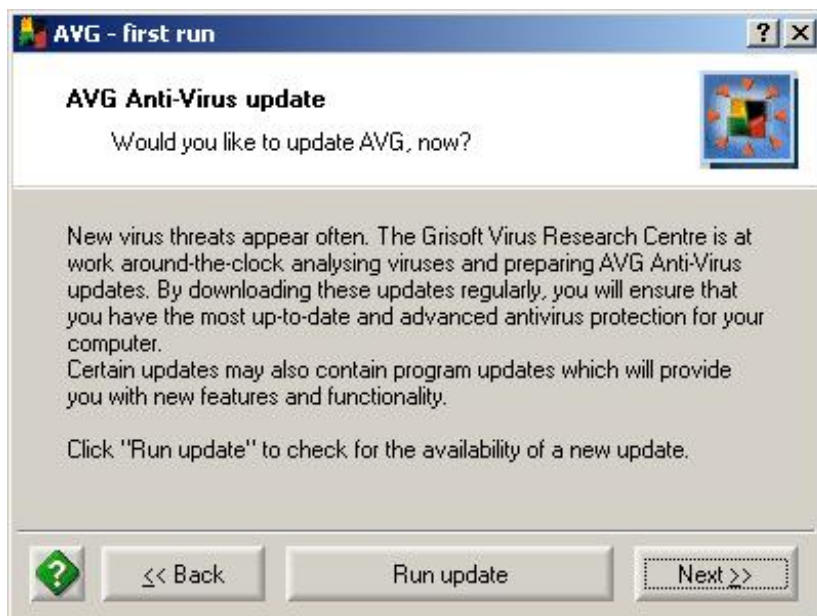 AVG - first run
AVG Anti-Virus update
Would you like to update AVG, now?
New virus threats appear often. The Grisoft Virus Research Centre is at
work around-the-clock analysing viruses and preparing AVG Anti-Virus
updates. By downloading these updates regularly, you will ensure that
you have the most up-to-date and advanced antivirus protection for your
computer.
Certain updates may also contain program updates which will provide
you with new features and functionality.
Click "Run update" to check for the availability of a new update.
<< Back
Run update
Next >>